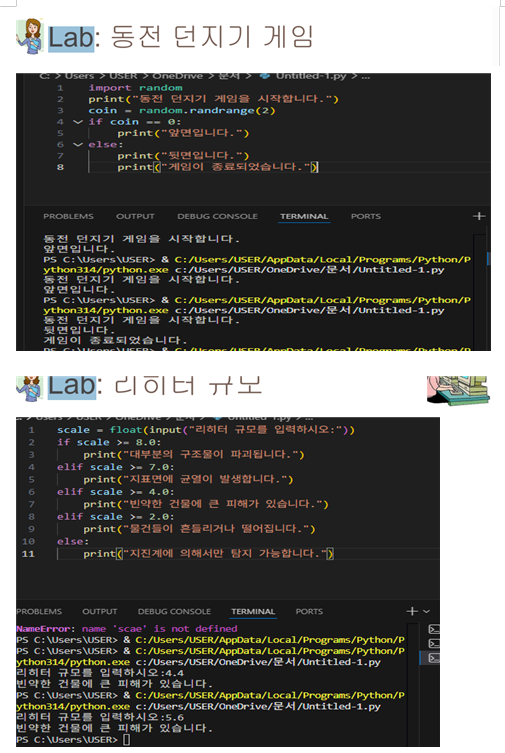 Lab: 동전 던지기 게임
C: > Users > USER > OneDrive > 문서 > Untitled-1.py > ...
1 import random
2 print("동전 던지기 게임을 시작합니다.")
3 coin = random.randrange(2)
4 if coin == 0:
5 print("앞면입니다.")
6 else:
7 print("뒷면입니다.")
8 print("게임이 종료되었습니다.")
PROBLEMS OUTPUT DEBUG CONSOLE TERMINAL PORTS
동전 던지기 게임을 시작합니다.
앞면입니다.
PS C:\Users\USER> & C:/Users/USER/AppData/Local/Programs/Python/P
ython314/python.exe c:/Users/USER/OneDrive/문서/Untitled-1.py
동전 던지기 게임을 시작합니다.
앞면입니다.
PS C:\Users\USER> & C:/Users/USER/AppData/Local/Programs/Python/P
ython314/python.exe c:/Users/USER/OneDrive/문서/Untitled-1.py
동전 던지기 게임을 시작합니다.
뒷면입니다.
게임이 종료되었습니다.
PS C:\Users\USER> & C:/Users/USER/AppData/Local/Programs/Python/P
Lab: 리히터 규모
C: > Users > USER > OneDrive > 문서 > Untitled-1.py > ...
1 scale = float(input("리히터 규모를 입력하시오:"))
2 if scale >= 8.0:
3 print("대부분의 구조물이 파괴됩니다.")
4 elif scale >= 7.0:
5 print("지표면에 균열이 발생합니다.")
6 elif scale >= 4.0:
7 print("빈약한 건물에 큰 피해가 있습니다.")
8 elif scale >= 2.0:
9 print("물건들이 흔들리거나 떨어집니다.")
10 else:
11 print("지진계에 의해서만 탐지 가능합니다.")
PROBLEMS OUTPUT DEBUG CONSOLE TERMINAL PORTS
NameError: name 'scae' is not defined
PS C:\Users\USER> & C:/Users/USER/AppData/Local/Programs/Python/P
PS C:\Users\USER> & C:/Users/USER/AppData/Local/Programs/Python/P
ython314/python.exe c:/Users/USER/OneDrive/문서/Untitled-1.py
리히터 규모를 입력하시오:4.4
빈약한 건물에 큰 피해가 있습니다.
PS C:\Users\USER> & C:/Users/USER/AppData/Local/Programs/Python/P
ython314/python.exe c:/Users/USER/OneDrive/문서/Untitled-1.py
리히터 규모를 입력하시오:5.6
빈약한 건물에 큰 피해가 있습니다.
PS C:\Users\USER>